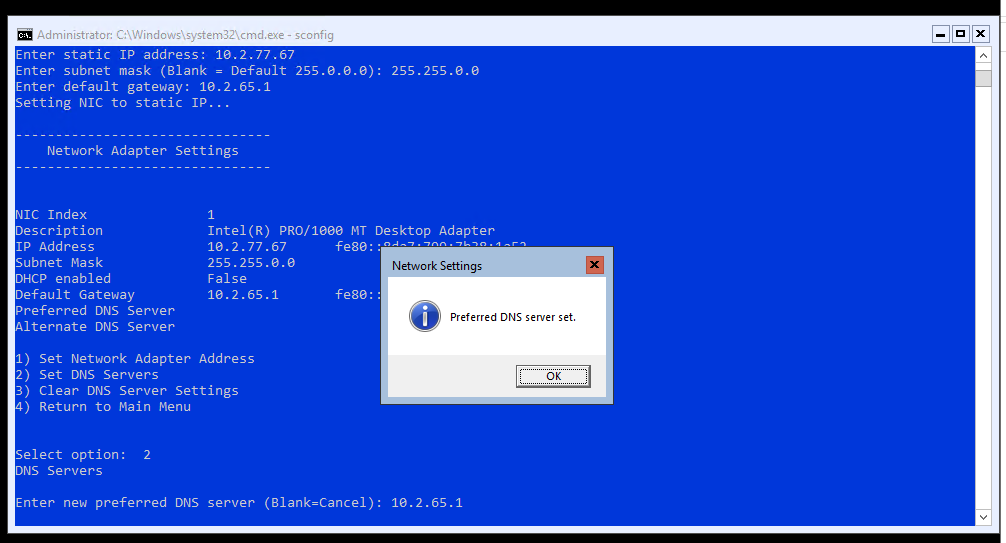 Administrator: C:\Windows\system32\cmd.exe - sconfig
Enter static IP address: 10.2.77.67
Enter subnet mask (Blank = Default 255.0.0.0): 255.255.0.0
Enter default gateway: 10.2.65.1
Setting NIC to static IP...
--------------------------------
Network Adapter Settings
--------------------------------
NIC Index 1
Description Intel(R) PRO/1000 MT Desktop Adapter
IP Address 10.2.77.67 fe80::
Subnet Mask 255.255.0.0
DHCP enabled False
Default Gateway 10.2.65.1 fe80::
Preferred DNS Server
Alternate DNS Server
1) Set Network Adapter Address
2) Set DNS Servers
3) Clear DNS Server Settings
4) Return to Main Menu
Select option: 2
DNS Servers
Enter new preferred DNS server (Blank=Cancel): 10.2.65.1
Network Settings
Preferred DNS server set.
OK